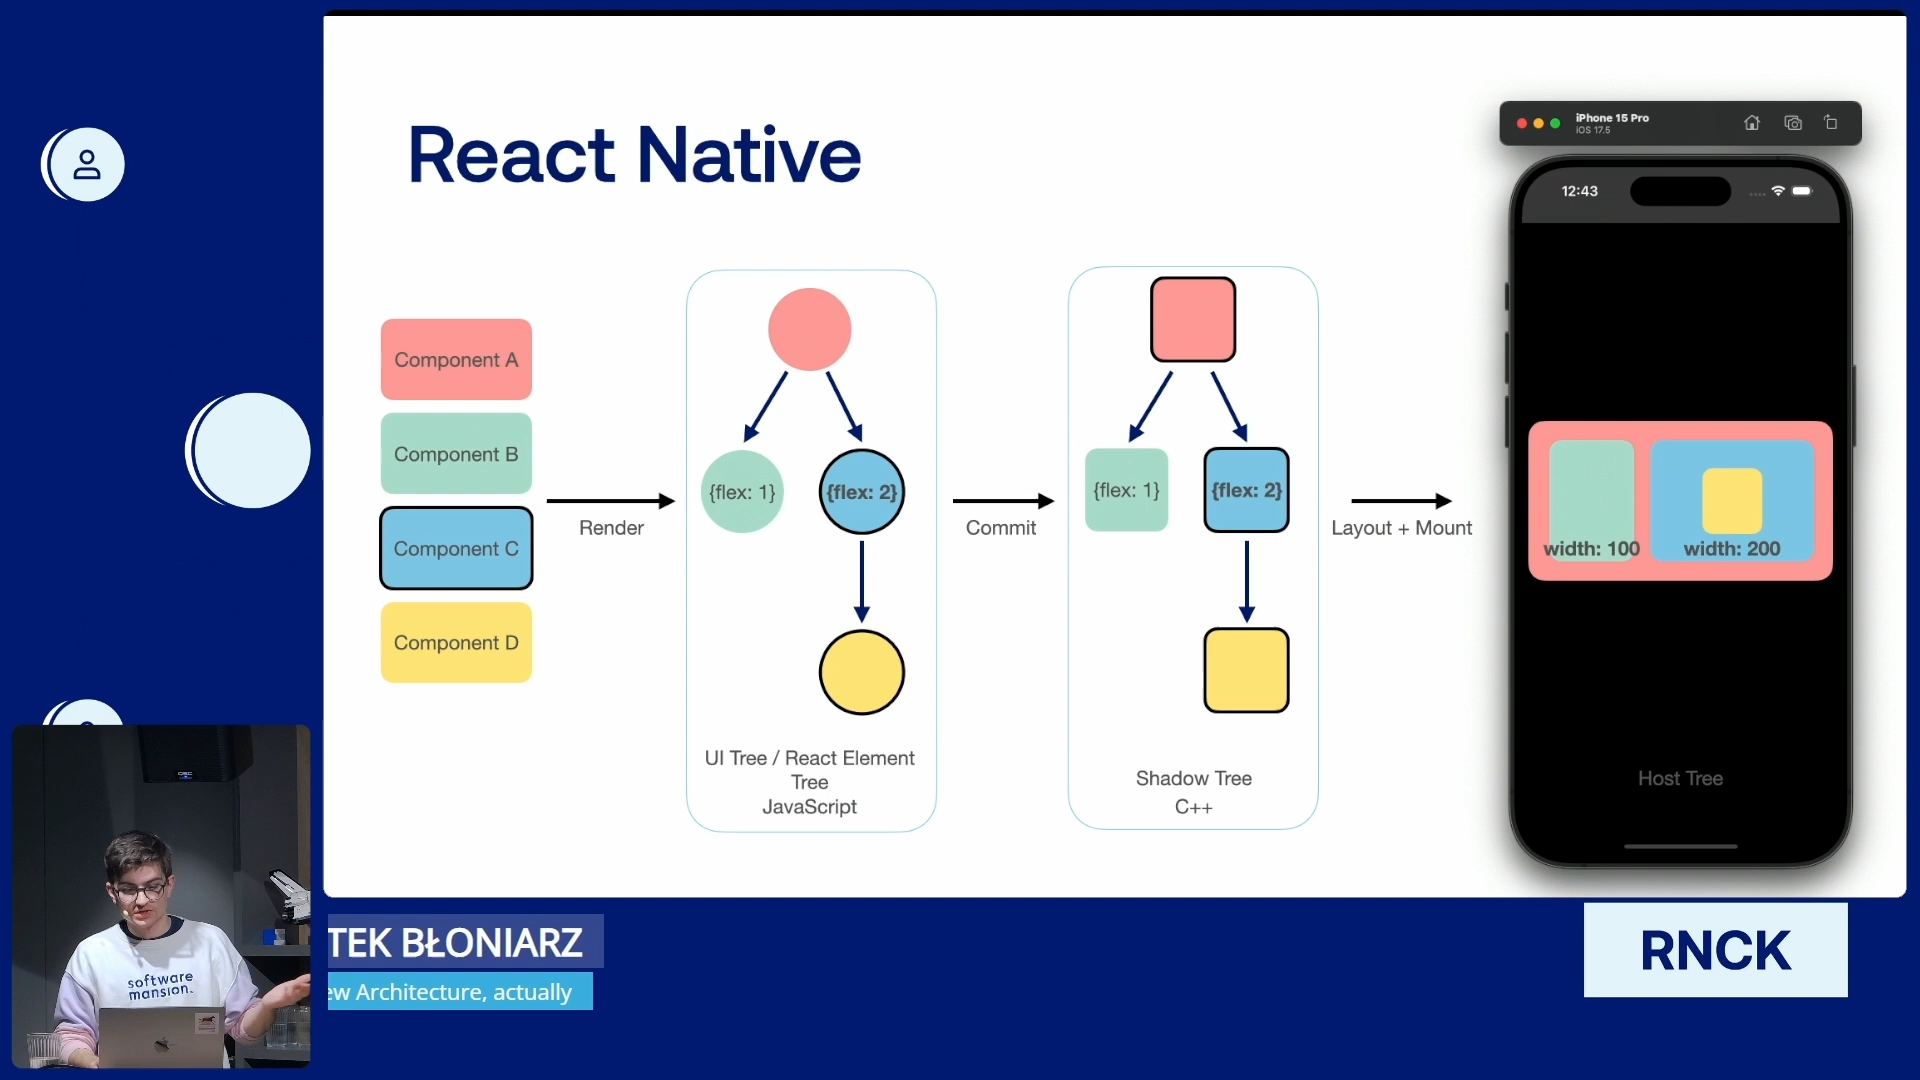 React Native
iPhone 15 Pro
iOS 17.5
12:43
Component A
Component B
Component C
Component D
Render
{flex: 1}
{flex: 2}
UI Tree / React Element
Tree
JavaScript
Commit
{flex: 1}
{flex: 2}
Shadow Tree
C++
Layout + Mount
width: 100
width: 200
Host Tree
software
mansion.
TEK BŁONIARZ
ew Architecture, actually
RNCK